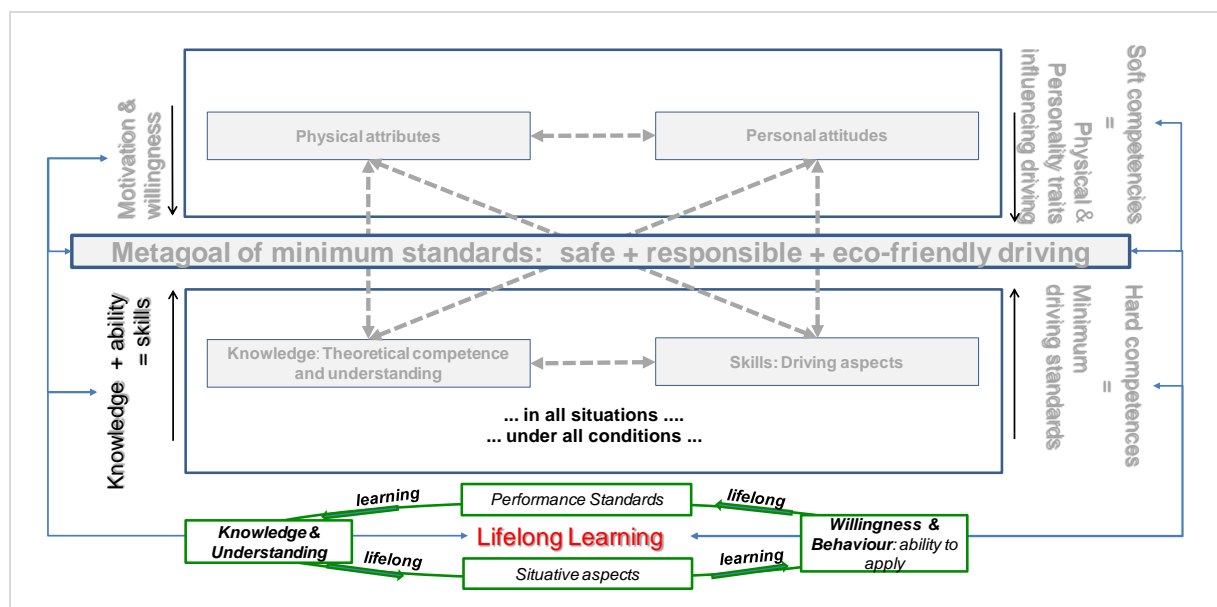 Motivation &
willingness
Physical attributes
Personal attitudes
Physical &
Personality traits
influencing driving
Soft competencies
=
Metagoal of minimum standards: safe + responsible + eco-friendly driving
Knowledge + ability
= skills
Knowledge: Theoretical competence
and understanding
Skills: Driving aspects
... in all situations ....
... under all conditions ...
Hard competences
=
Minimum
driving standards
learning
Performance Standards
lifelong
Knowledge &
Understanding
Lifelong Learning
Willingness &
Behaviour: ability to
apply
lifelong
Situative aspects
learning